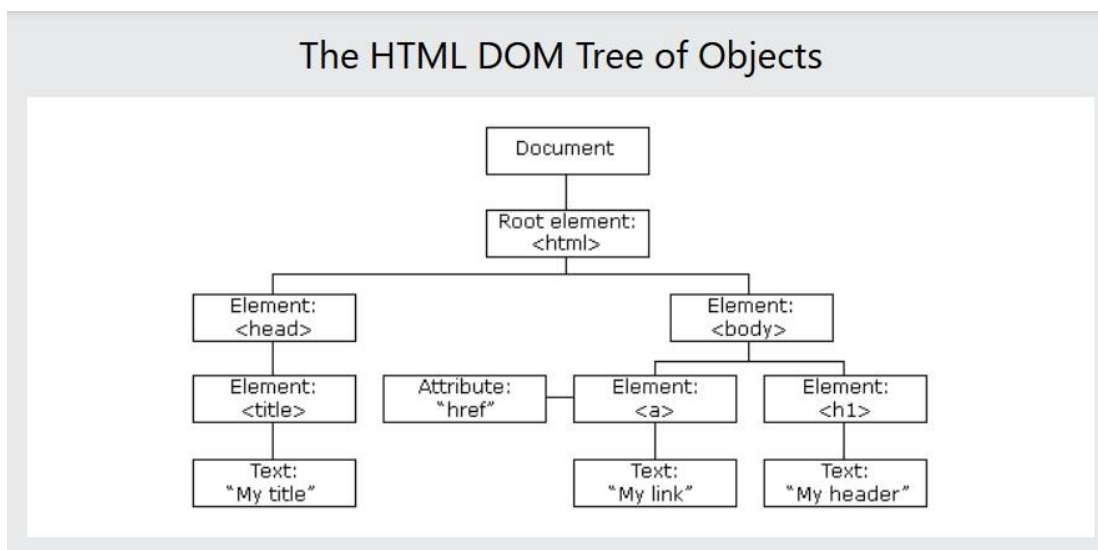 The HTML DOM Tree of Objects
Document
Root element:
<html>
Element:
<head>
Element:
<body>
Element:
<title>
Attribute:
“href”
Element:
<a>
Element:
<h1>
Text:
“My title”
Text:
“My link”
Text:
“My header”